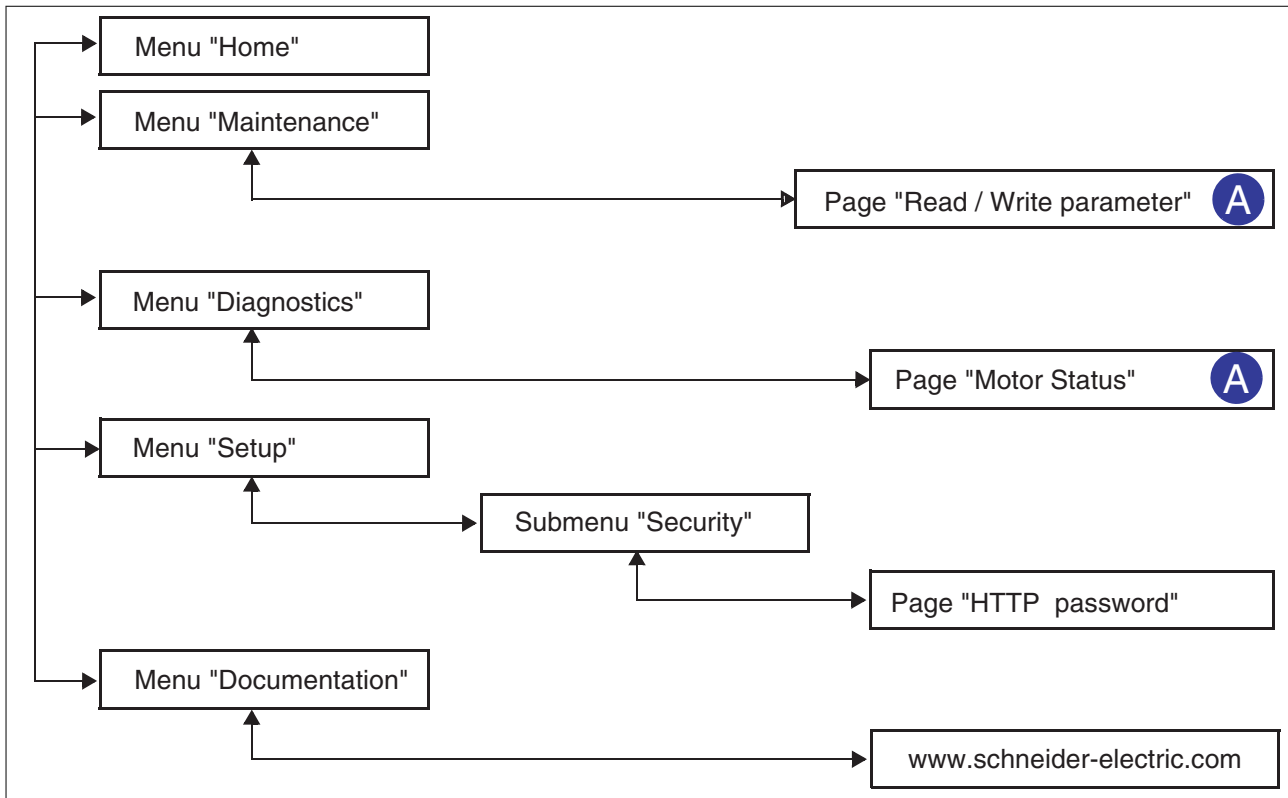 Menu "Home"
Menu "Maintenance"
Page "Read / Write parameter" A
Menu "Diagnostics"
Page "Motor Status" A
Menu "Setup"
Submenu "Security"
Page "HTTP password"
Menu "Documentation"
www.schneider-electric.com